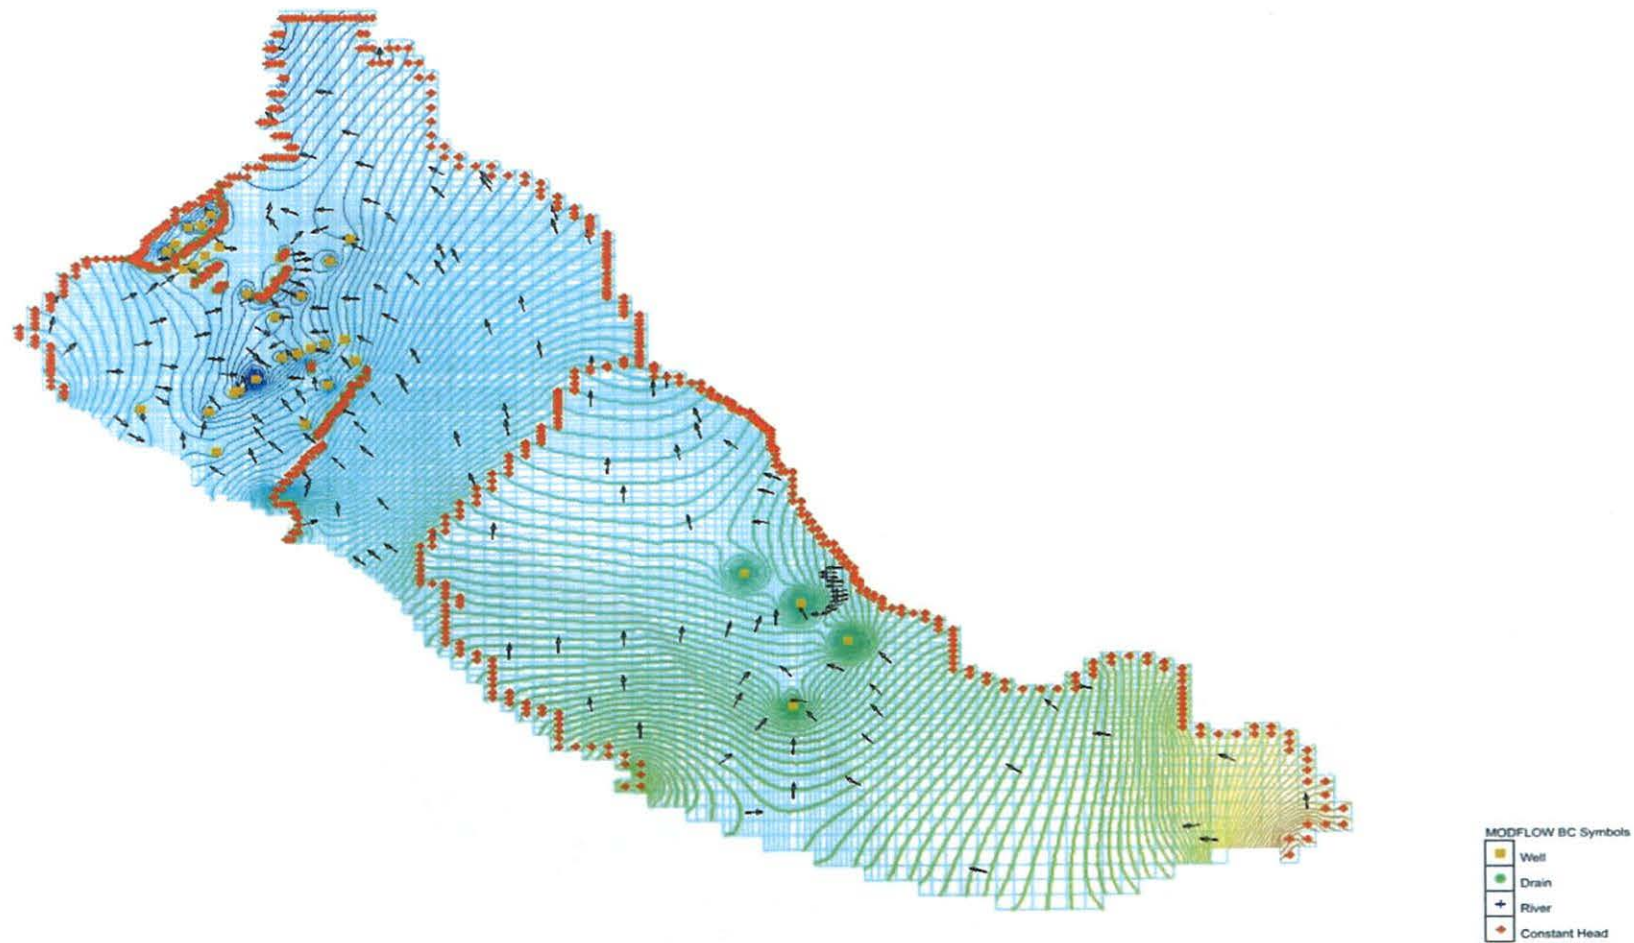 MODFLOW BC Symbols
Well
Drain
River
Constant Head